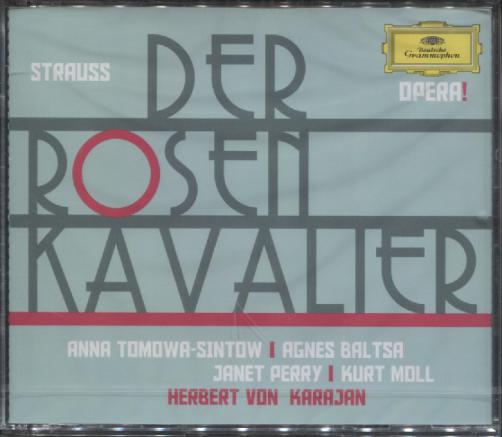 STRAUSS
DER
Deutsche
Grammophon
OPERA!
ROSEN
KAVALIER
ANNA TOMOWA-SINTOW | AGNES BALTSA
JANET PERRY | KURT MOLL
HERBERT VON KARAJAN